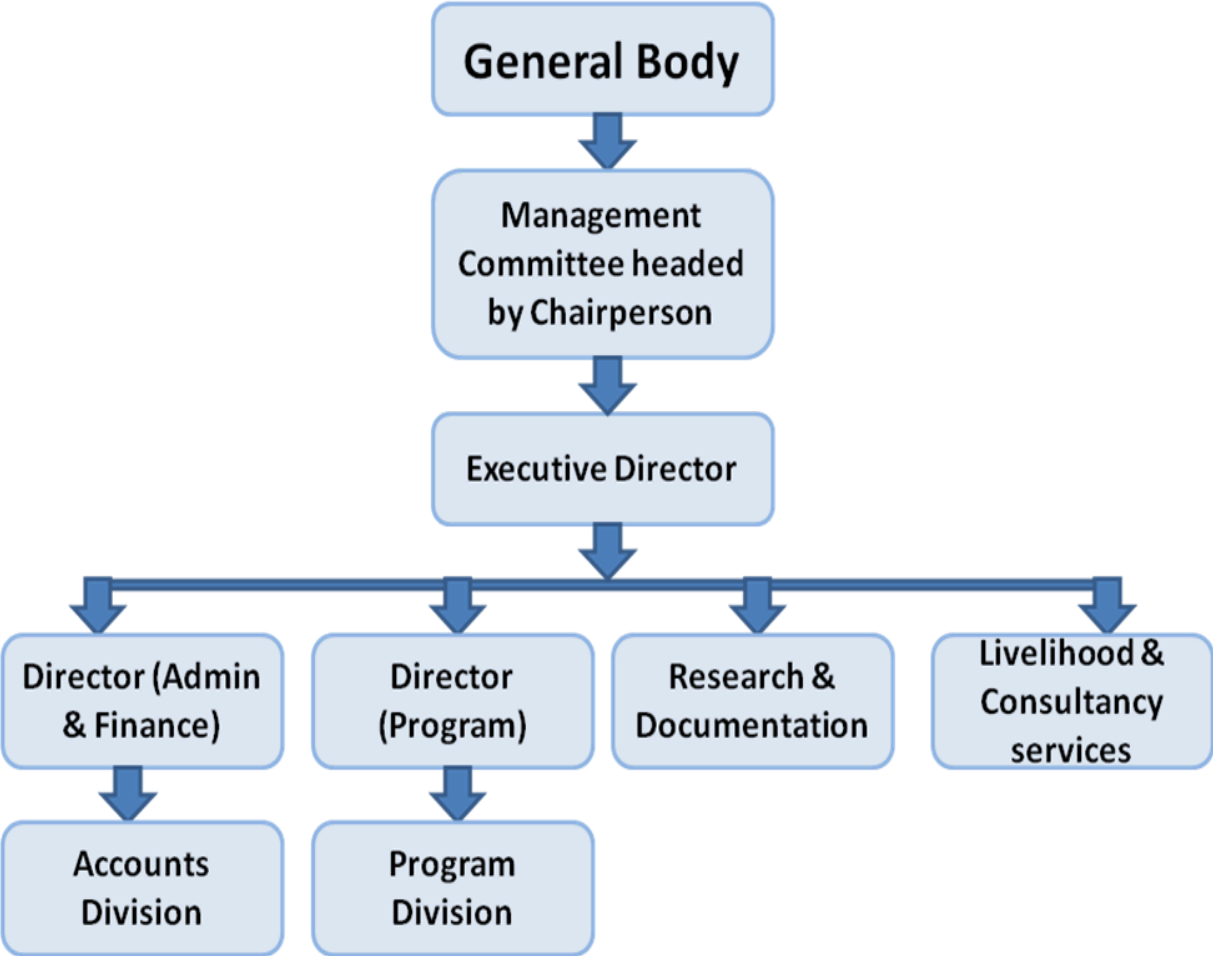 General Body
Management
Committee headed
by Chairperson
Executive Director
Director (Admin
& Finance)
Director
(Program)
Research &
Documentation
Livelihood &
Consultancy
services
Accounts
Division
Program
Division